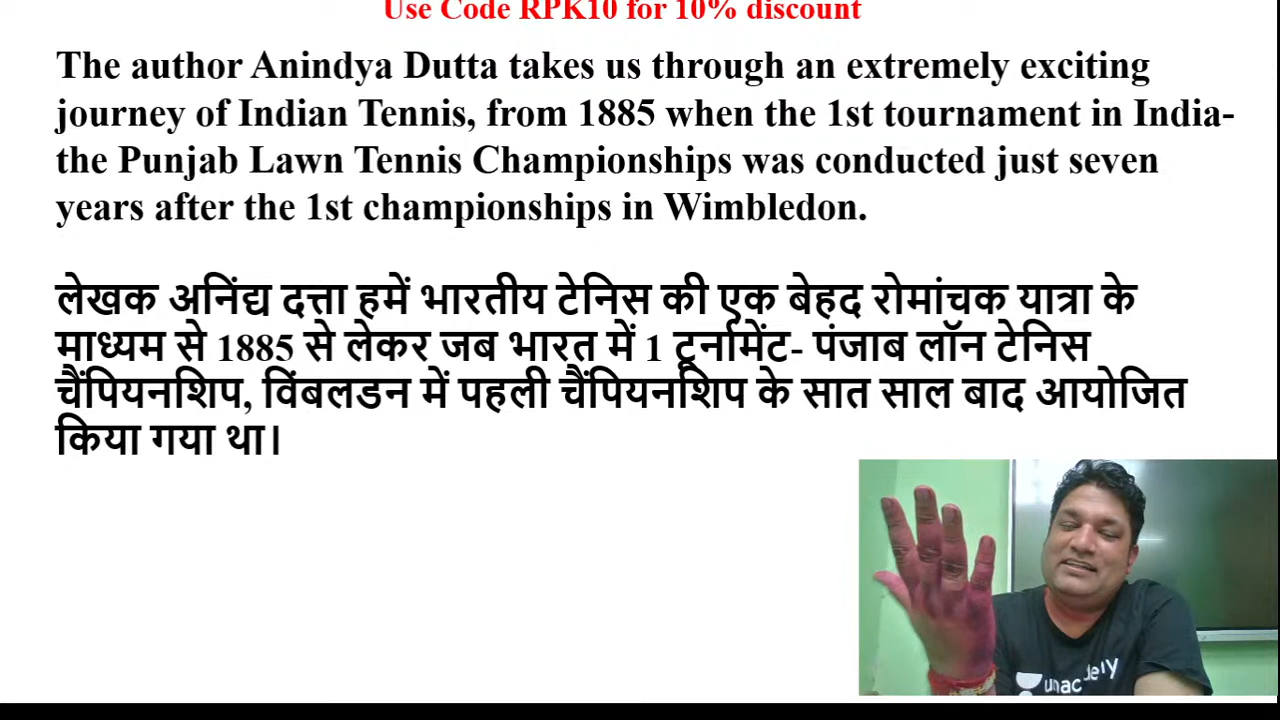 Use Code RPK10 for 10% discount
The author Anindya Dutta takes us through an extremely exciting
journey of Indian Tennis, from 1885 when the 1st tournament in India-
the Punjab Lawn Tennis Championships was conducted just seven
years after the 1st championships in Wimbledon.
लेखक अनिंद्य दत्ता हमें भारतीय टेनिस की एक बेहद रोमांचक यात्रा के
माध्यम से 1885 से लेकर जब भारत में 1 टूर्नामेंट- पंजाब लॉन टेनिस
चैंपियनशिप, विंबलडन में पहली चैंपियनशिप के सात साल बाद आयोजित
किया गया था।
unacademy